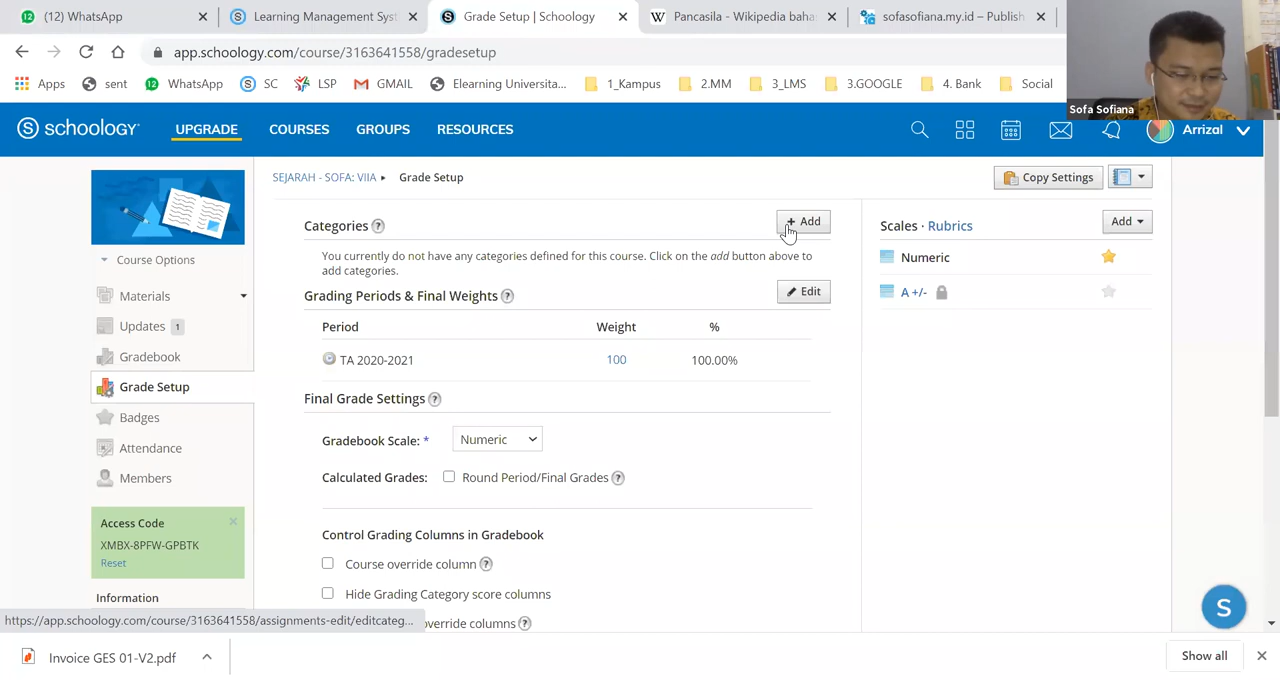 (12) WhatsApp
Learning Management Syst
Grade Setup | Schoology
Pancasila - Wikipedia baha
sofasofiana.my.id – Publish
app.schoology.com/course/3163641558/gradesetup
Apps
sent
WhatsApp
SC
LSP
GMAIL
Elearning Universita...
1_Kampus
2.MM
3_LMS
3.GOOGLE
4. Bank
Social
Sofa Sofiana
S schoology
UPGRADE
COURSES
GROUPS
RESOURCES
Arrizal
SEJARAH - SOFA: VIIA ▸ Grade Setup
Copy Settings
Categories ?
+ Add
You currently do not have any categories defined for this course. Click on the add button above to
add categories.
Grading Periods & Final Weights ?
Edit
Period Weight %
TA 2020-2021 100 100.00%
Final Grade Settings ?
Gradebook Scale: * Numeric
Calculated Grades: Round Period/Final Grades ?
Control Grading Columns in Gradebook
Course override column ?
Hide Grading Category score columns
override columns ?
Scales · Rubrics
Add
Numeric
A +/-
Course Options
Materials
Updates 1
Gradebook
Grade Setup
Badges
Attendance
Members
Access Code
XMBX-8PFW-GPBTK
Reset
Information
S
https://app.schoology.com/course/3163641558/assignments-edit/editcateg...
Invoice GES 01-V2.pdf
Show all